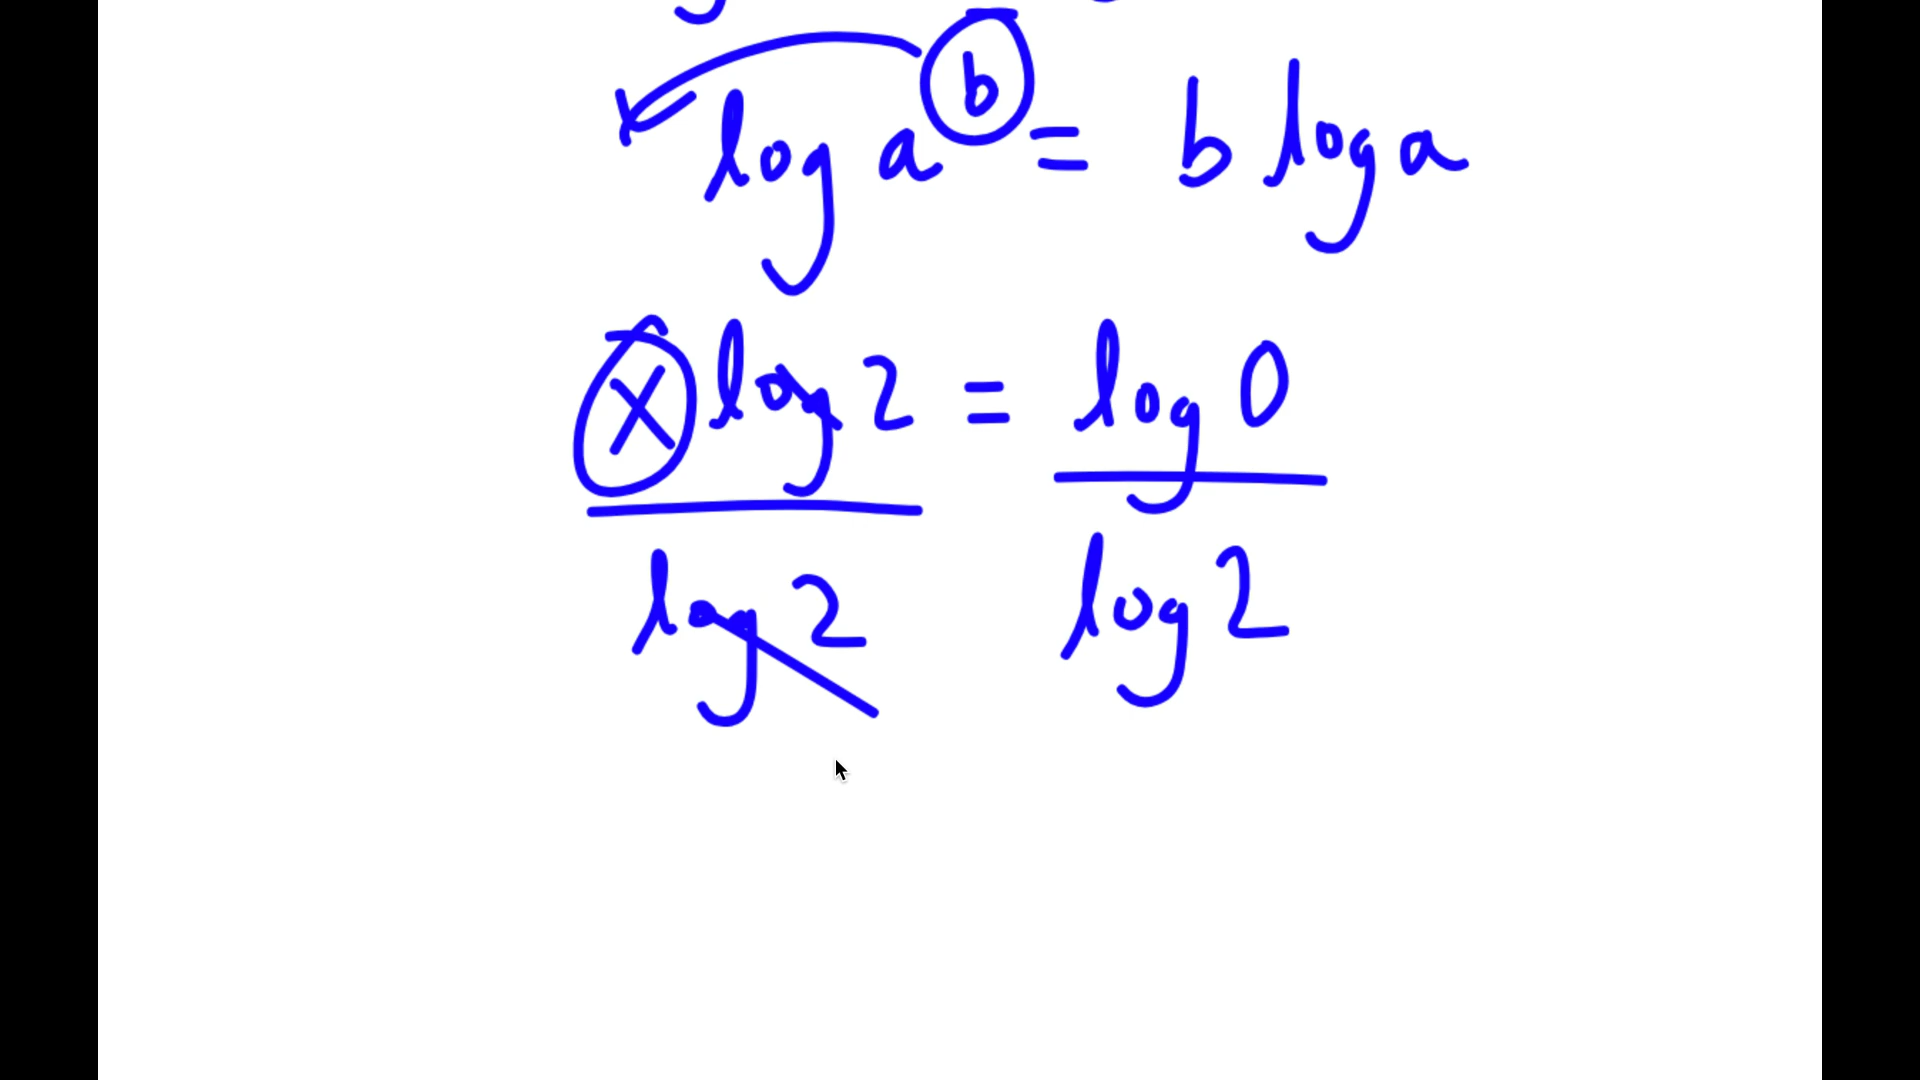 log a^b = b log a
x log 2 = log 0
log 2 log 2